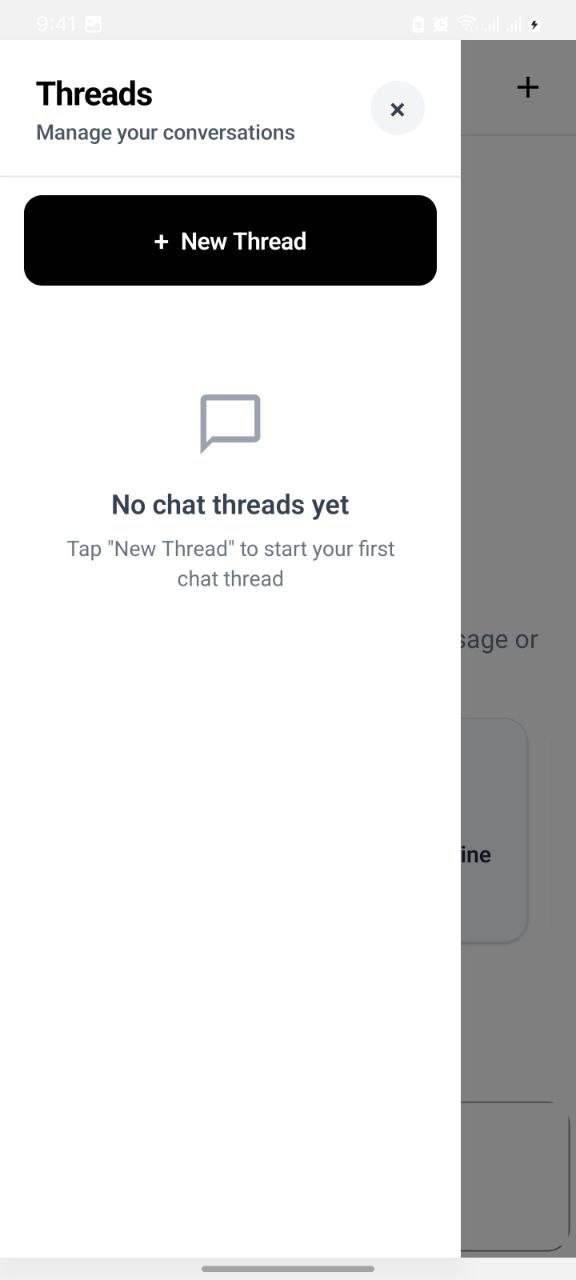 9:41
Threads
Manage your conversations
×
+
+ New Thread
No chat threads yet
Tap "New Thread" to start your first
chat thread
sage or
ine